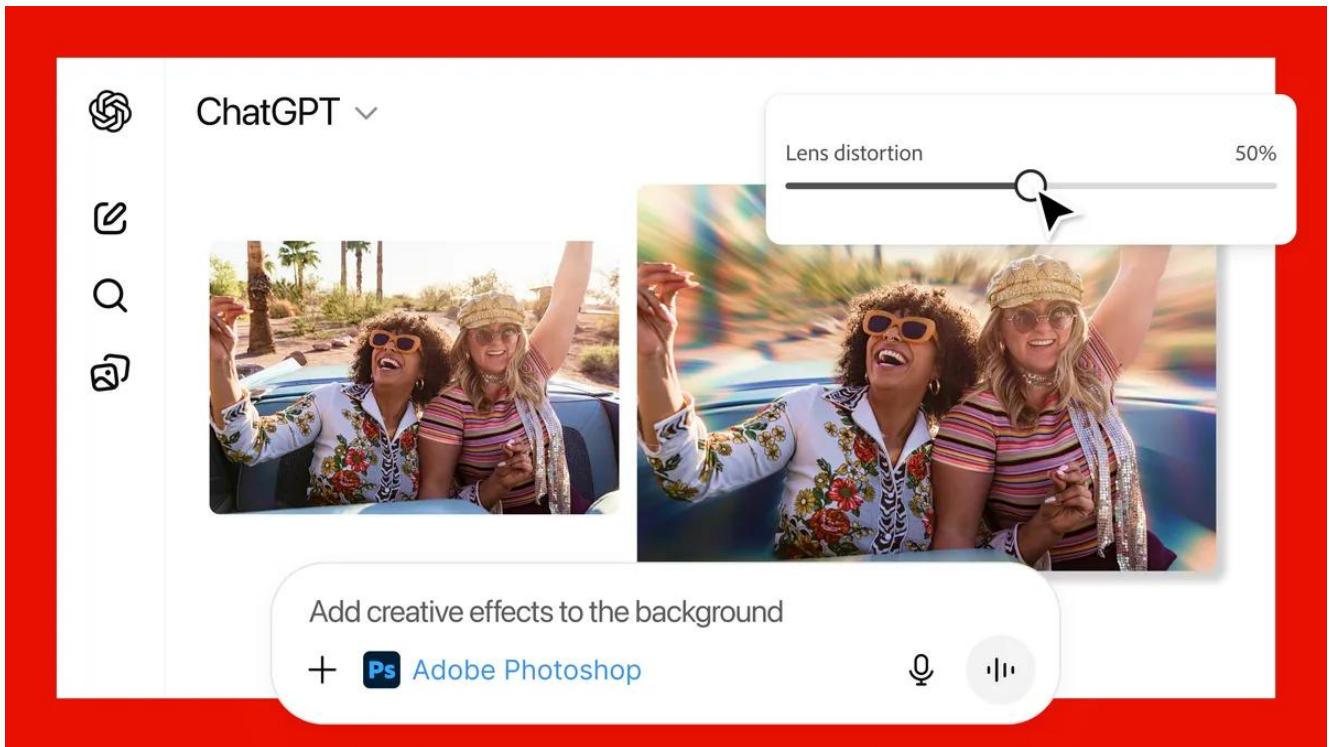 ChatGPT
Lens distortion 50%
Add creative effects to the background
Ps Adobe Photoshop